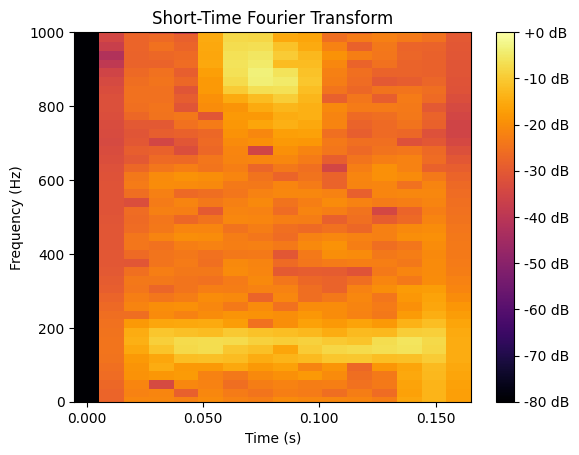 Short-Time Fourier Transform
1000
800
600
400
200
0
Frequency (Hz)
0.000
0.050
0.100
0.150
Time (s)
+0 dB
-10 dB
-20 dB
-30 dB
-40 dB
-50 dB
-60 dB
-70 dB
-80 dB